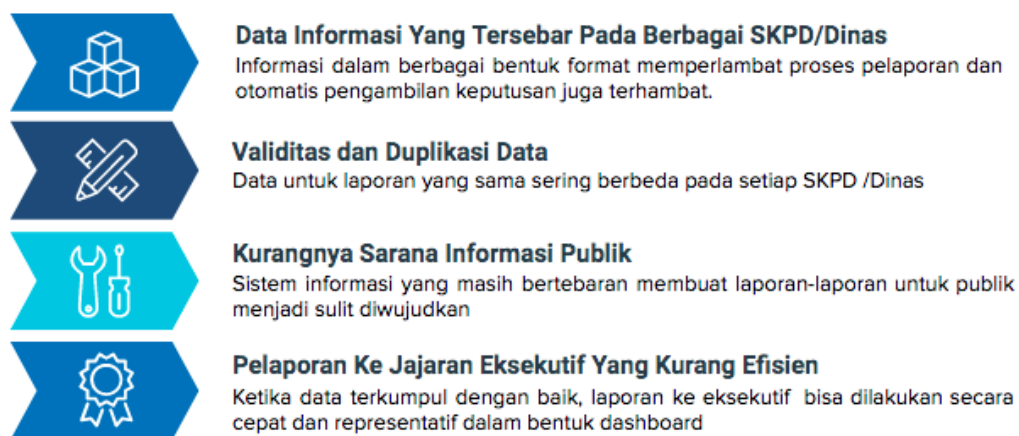 Data Informasi Yang Tersebar Pada Berbagai SKPD/Dinas
Informasi dalam berbagai bentuk format memperlambat proses pelaporan dan
otomatis pengambilan keputusan juga terhambat.
Validitas dan Duplikasi Data
Data untuk laporan yang sama sering berbeda pada setiap SKPD /Dinas
Kurangnya Sarana Informasi Publik
Sistem informasi yang masih bertebaran membuat laporan-laporan untuk publik
menjadi sulit diwujudkan
Pelaporan Ke Jajaran Eksekutif Yang Kurang Efisien
Ketika data terkumpul dengan baik, laporan ke eksekutif bisa dilakukan secara
cepat dan representatif dalam bentuk dashboard